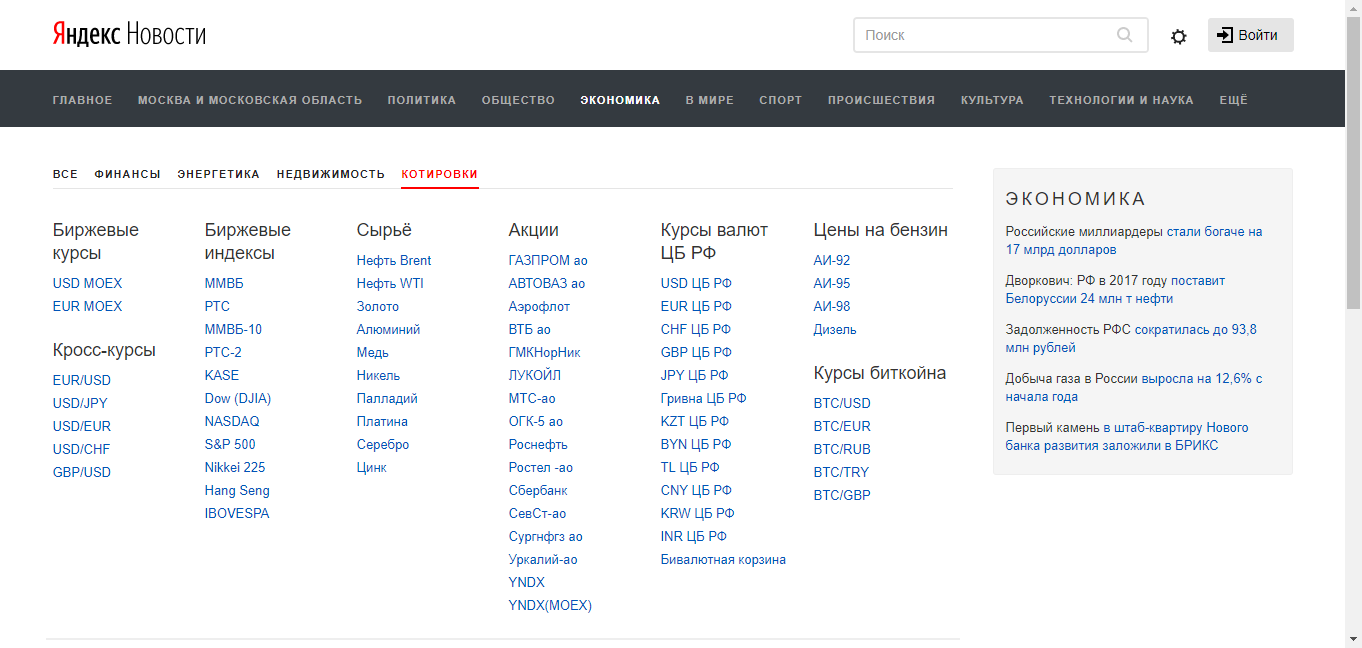 Яндекс Новости
Поиск
Войти
ГЛАВНОЕ МОСКВА И МОСКОВСКАЯ ОБЛАСТЬ ПОЛИТИКА ОБЩЕСТВО ЭКОНОМИКА В МИРЕ СПОРТ ПРОИСШЕСТВИЯ КУЛЬТУРА ТЕХНОЛОГИИ И НАУКА ЕЩЁ
ВСЕ ФИНАНСЫ ЭНЕРГЕТИКА НЕДВИЖИМОСТЬ КОТИРОВКИ
Биржевые
курсы
USD MOEX
EUR MOEX
Кросс-курсы
EUR/USD
USD/JPY
USD/EUR
USD/CHF
GBP/USD
Биржевые
индексы
ММВБ
РТС
ММВБ-10
РТС-2
KASE
Dow (DJIA)
NASDAQ
S&P 500
Nikkei 225
Hang Seng
IBOVESPA
Сырьё
Нефть Brent
Нефть WTI
Золото
Алюминий
Медь
Никель
Палладий
Платина
Серебро
Цинк
Акции
ГАЗПРОМ ао
АВТОВАЗ ао
Аэрофлот
ВТБ ао
ГМКНорНик
ЛУКОЙЛ
МТС-ао
ОГК-5 ао
Роснефть
Ростел -ао
Сбербанк
СевСт-ао
Сургнфгз ао
Уркалий-ао
YNDX
YNDX(MOEX)
Курсы валют
ЦБ РФ
USD ЦБ РФ
EUR ЦБ РФ
CHF ЦБ РФ
GBP ЦБ РФ
JPY ЦБ РФ
Гривна ЦБ РФ
KZT ЦБ РФ
BYN ЦБ РФ
TL ЦБ РФ
CNY ЦБ РФ
KRW ЦБ РФ
INR ЦБ РФ
Бивалютная корзина
Цены на бензин
АИ-92
АИ-95
АИ-98
Дизель
Курсы биткойна
BTC/USD
BTC/EUR
BTC/RUB
BTC/TRY
BTC/GBP
ЭКОНОМИКА
Российские миллиардеры стали богаче на
17 млрд долларов
Дворкович: РФ в 2017 году поставит
Белоруссии 24 млн т нефти
Задолженность РФС сократилась до 93,8
млн рублей
Добыча газа в России выросла на 12,6% с
начала года
Первый камень в штаб-квартиру Нового
банка развития заложили в БРИКС